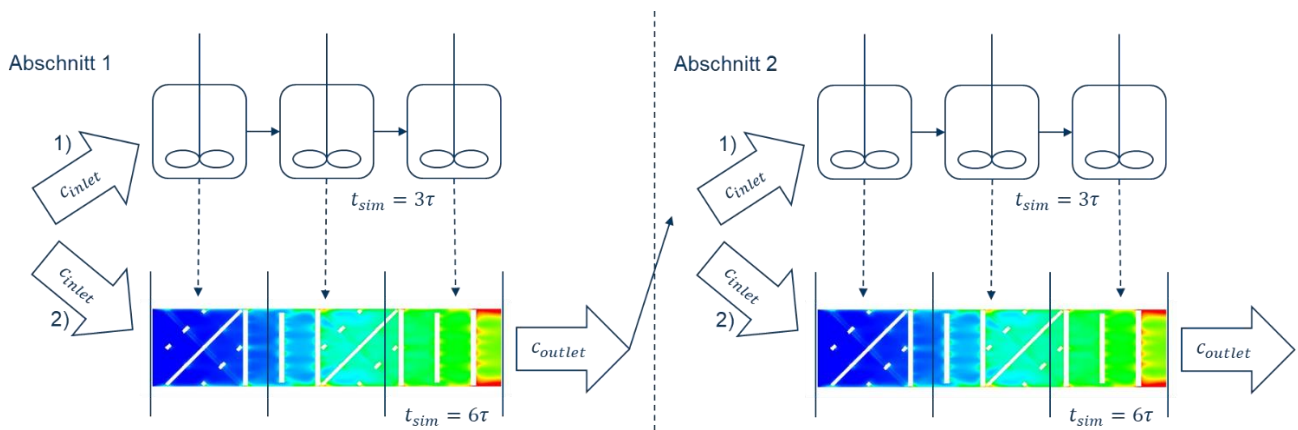 Abschnitt 1
1)
c_inlet
t_sim = 3τ
c_inlet
2)
c_outlet
t_sim = 6τ
Abschnitt 2
1)
c_inlet
t_sim = 3τ
c_inlet
2)
c_outlet
t_sim = 6τ